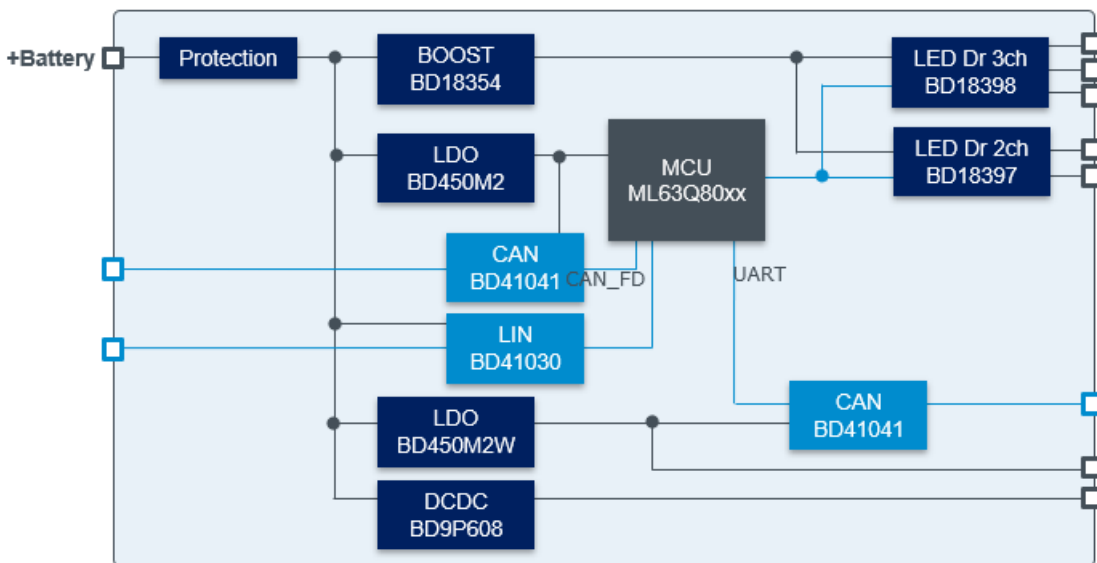 +Battery
Protection
BOOST
BD18354
LED Dr 3ch
BD18398
LDO
BD450M2
MCU
ML63Q80xx
LED Dr 2ch
BD18397
CAN
BD41041
CAN_FD
UART
LIN
BD41030
LDO
BD450M2W
CAN
BD41041
DCDC
BD9P608